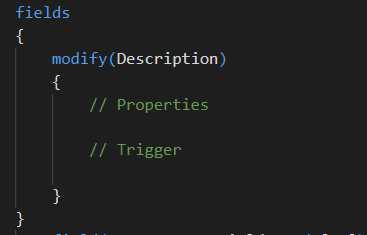 fields
{
modify(Description)
{
// Properties
// Trigger
}
}